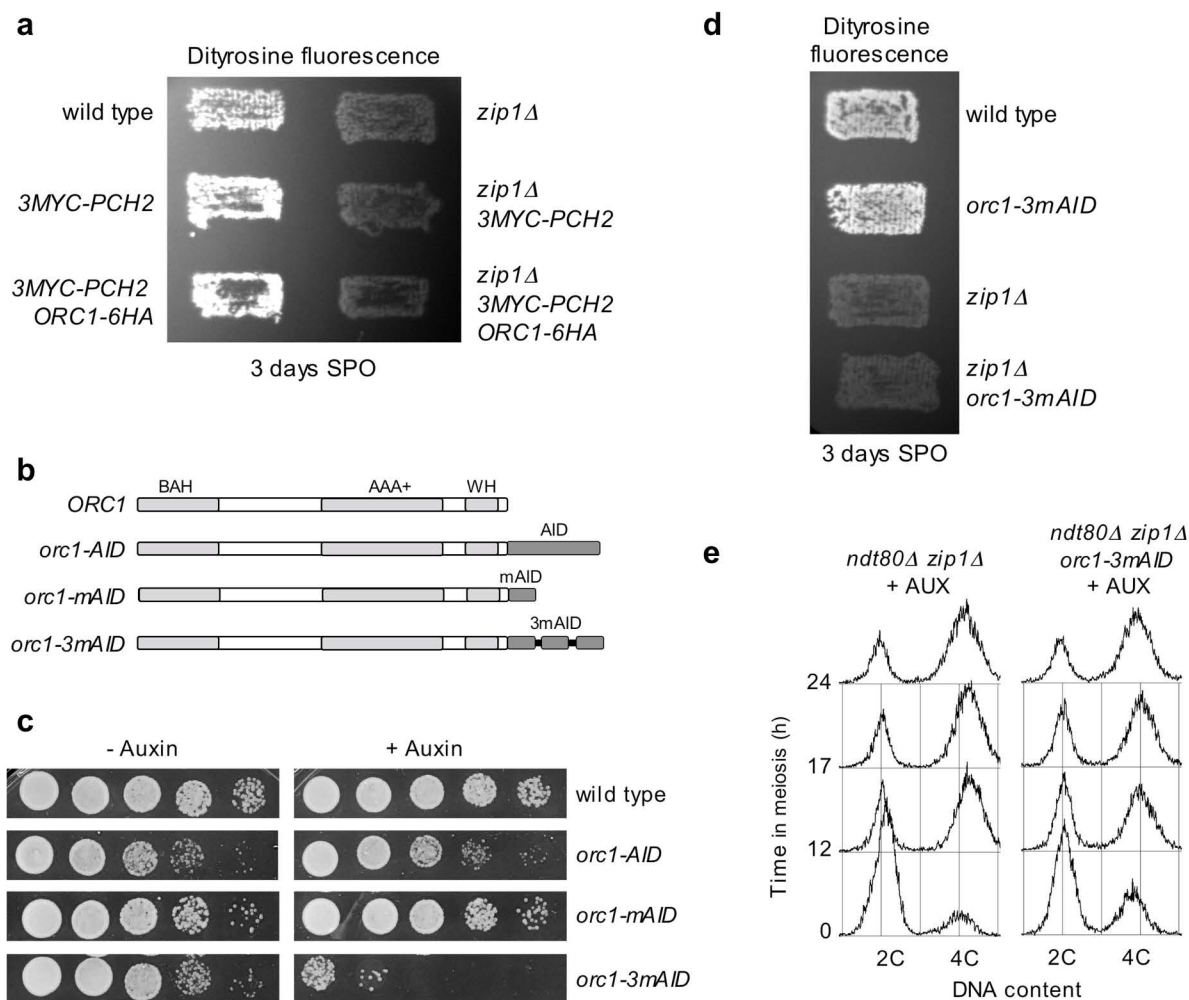 a
Dityrosine fluorescence
wild type
zip1Δ
3MYC-PCH2
zip1Δ
3MYC-PCH2
3MYC-PCH2
ORC1-6HA
zip1Δ
3MYC-PCH2
ORC1-6HA
3 days SPO
b
BAH
AAA+
WH
ORC1
AID
orc1-AID
mAID
orc1-mAID
3mAID
orc1-3mAID
c
- Auxin
+ Auxin
wild type
orc1-AID
orc1-mAID
orc1-3mAID
d
Dityrosine
fluorescence
wild type
orc1-3mAID
zip1Δ
zip1Δ
orc1-3mAID
3 days SPO
e
ndt80Δ zip1Δ
+ AUX
ndt80Δ zip1Δ
orc1-3mAID
+ AUX
Time in meiosis (h)
24
17
12
0
2C 4C 2C 4C
DNA content